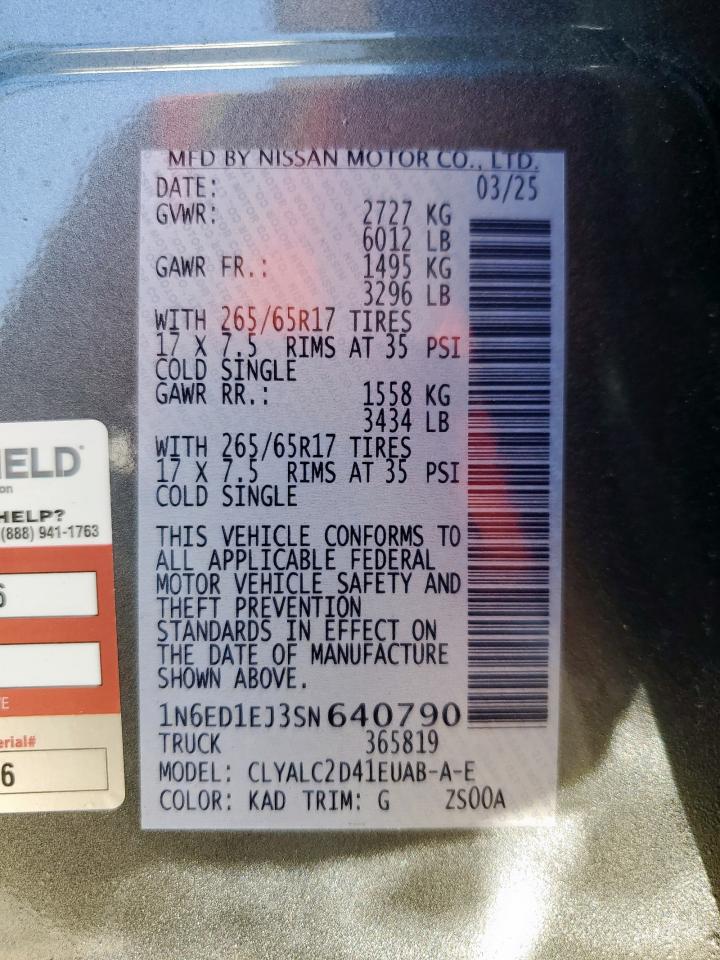 MFD BY NISSAN MOTOR CO., LTD.
DATE: 03/25
GVWR: 2727 KG
6012 LB
GAWR FR.: 1495 KG
3296 LB
WITH 265/65R17 TIRES
17 X 7.5 RIMS AT 35 PSI
COLD SINGLE
GAWR RR.: 1558 KG
3434 LB
WITH 265/65R17 TIRES
17 X 7.5 RIMS AT 35 PSI
COLD SINGLE
THIS VEHICLE CONFORMS TO
ALL APPLICABLE FEDERAL
MOTOR VEHICLE SAFETY AND
THEFT PREVENTION
STANDARDS IN EFFECT ON
THE DATE OF MANUFACTURE
SHOWN ABOVE.
1N6ED1EJ3SN640790
TRUCK 365819
MODEL: CLYALC2D41EUAB-A-E
COLOR: KAD TRIM: G ZS00A
IELD
HELP?
(888) 941-1763
6
erial#
6